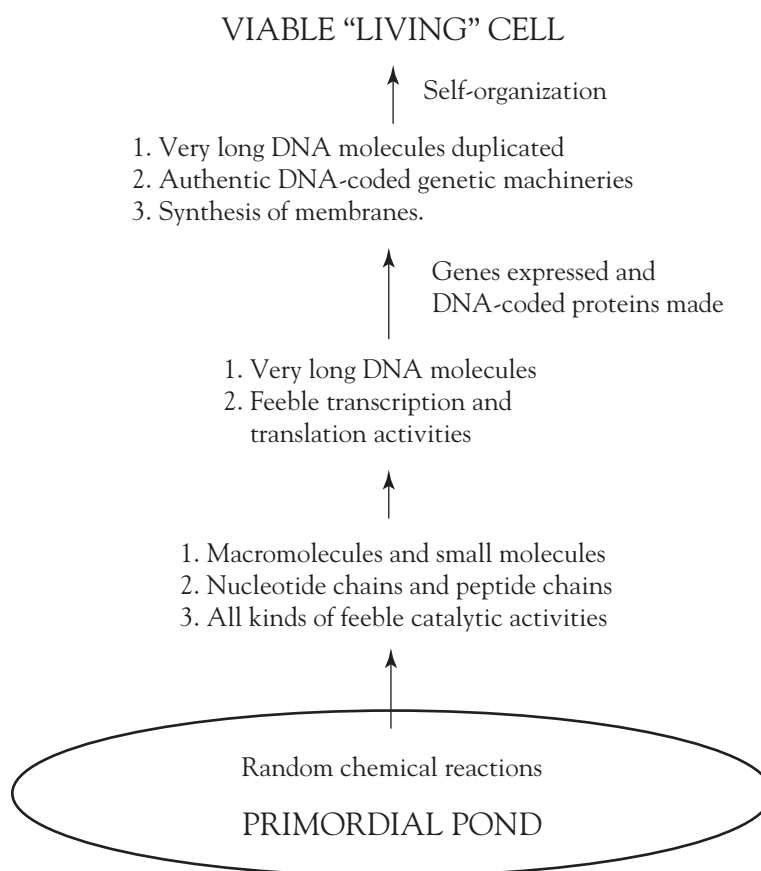 VIABLE “LIVING” CELL
Self-organization
1. Very long DNA molecules duplicated
2. Authentic DNA-coded genetic machineries
3. Synthesis of membranes.
Genes expressed and
DNA-coded proteins made
1. Very long DNA molecules
2. Feeble transcription and
translation activities
1. Macromolecules and small molecules
2. Nucleotide chains and peptide chains
3. All kinds of feeble catalytic activities
Random chemical reactions
PRIMORDIAL POND